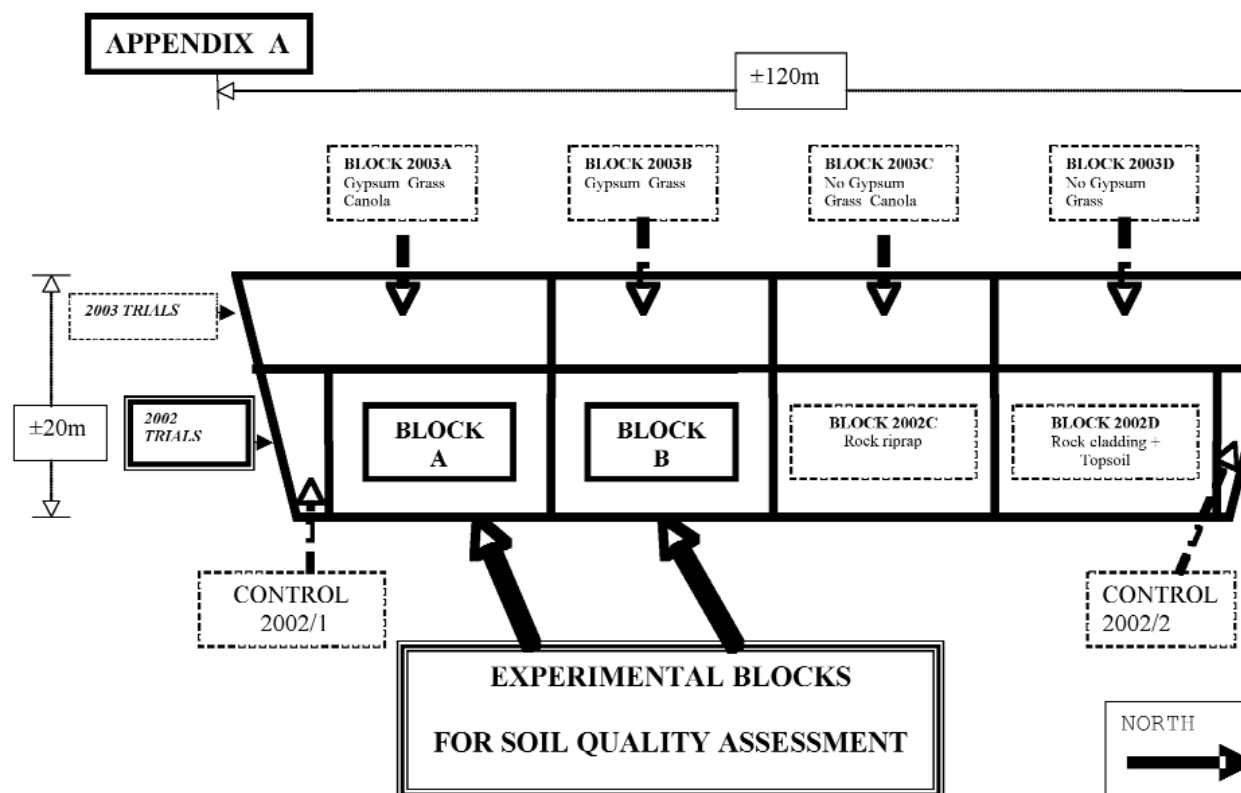 APPENDIX A
±120m
BLOCK 2003A
Gypsum Grass
Canola
BLOCK 2003B
Gypsum Grass
BLOCK 2003C
No Gypsum
Grass Canola
BLOCK 2003D
No Gypsum
Grass
2003 TRIALS
±20m
2002
TRIALS
BLOCK
A
BLOCK
B
BLOCK 2002C
Rock riprap
BLOCK 2002D
Rock cladding +
Topsoil
CONTROL
2002/1
CONTROL
2002/2
EXPERIMENTAL BLOCKS
FOR SOIL QUALITY ASSESSMENT
NORTH